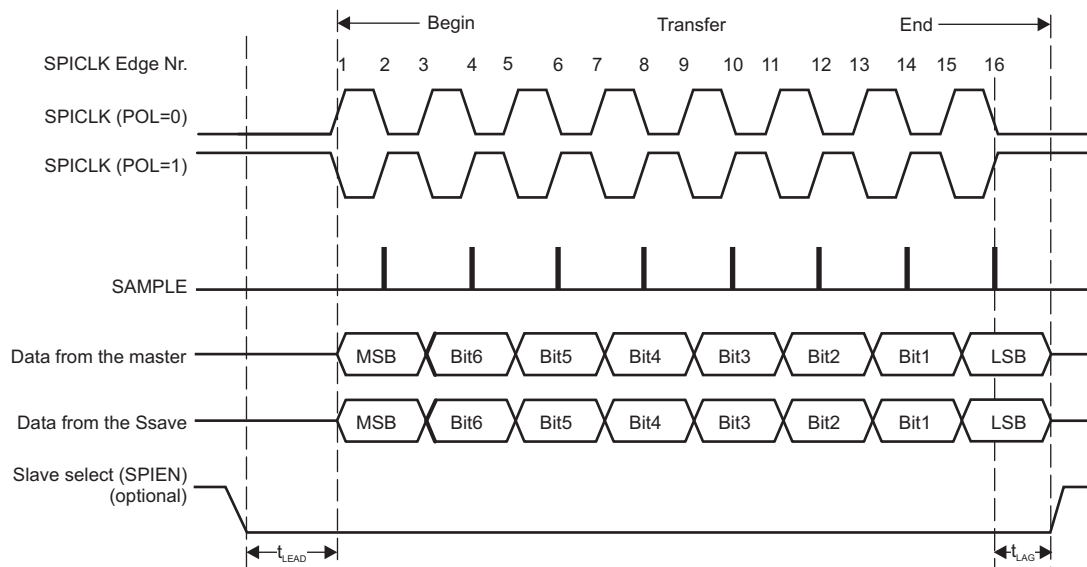 Begin Transfer End
SPICLK Edge Nr. 1 2 3 4 5 6 7 8 9 10 11 12 13 14 15 16
SPICLK (POL=0)
SPICLK (POL=1)
SAMPLE
Data from the master MSB Bit6 Bit5 Bit4 Bit3 Bit2 Bit1 LSB
Data from the Ssave MSB Bit6 Bit5 Bit4 Bit3 Bit2 Bit1 LSB
Slave select (SPIEN)
(optional)
tLEAD tLAG